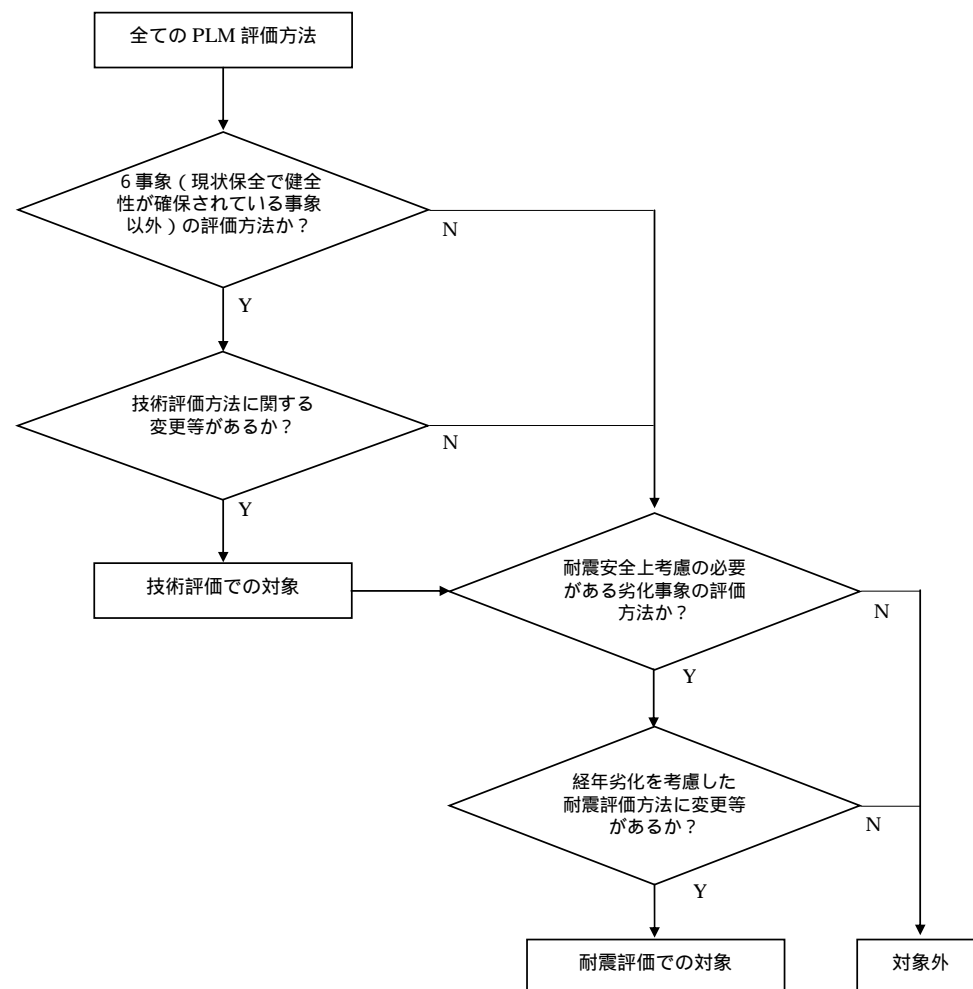 全ての PLM 評価方法
６事象（現状保全で健全
性が確保されている事象
以外）の評価方法か？
N
Y
技術評価方法に関する
変更等があるか？
N
Y
技術評価での対象
耐震安全上考慮の必要
がある劣化事象の評価
方法か？
N
Y
経年劣化を考慮した
耐震評価方法に変更等
があるか？
N
Y
耐震評価での対象
対象外